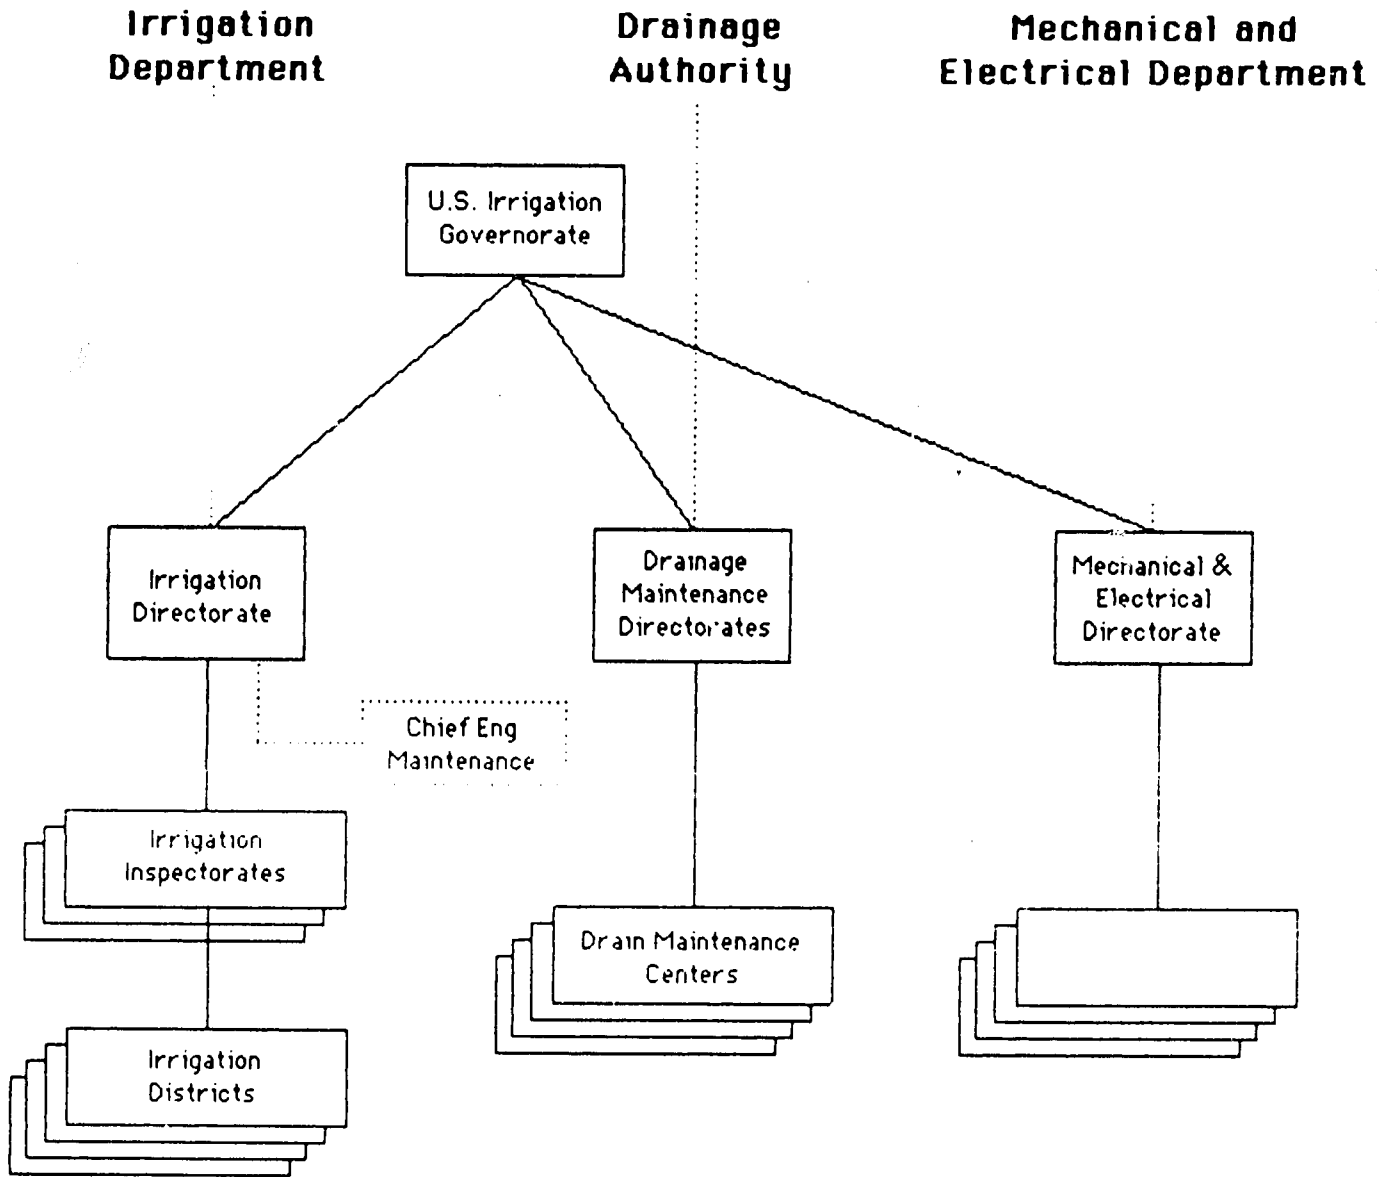 Irrigation
Department
Drainage
Authority
Mechanical and
Electrical Department
U.S. Irrigation
Governorate
Irrigation
Directorate
Drainage
Maintenance
Directorates
Mechanical &
Electrical
Directorate
Chief Eng
Maintenance
Irrigation
Inspectorates
Drain Maintenance
Centers
Irrigation
Districts